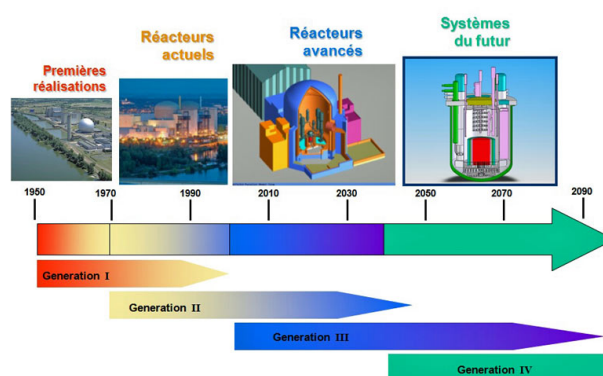 Premières
réalisations
Réacteurs
actuels
Réacteurs
avancés
Systèmes
du futur
1950
1970
1990
2010
2030
2050
2070
2090
Generation I
Generation II
Generation III
Generation IV